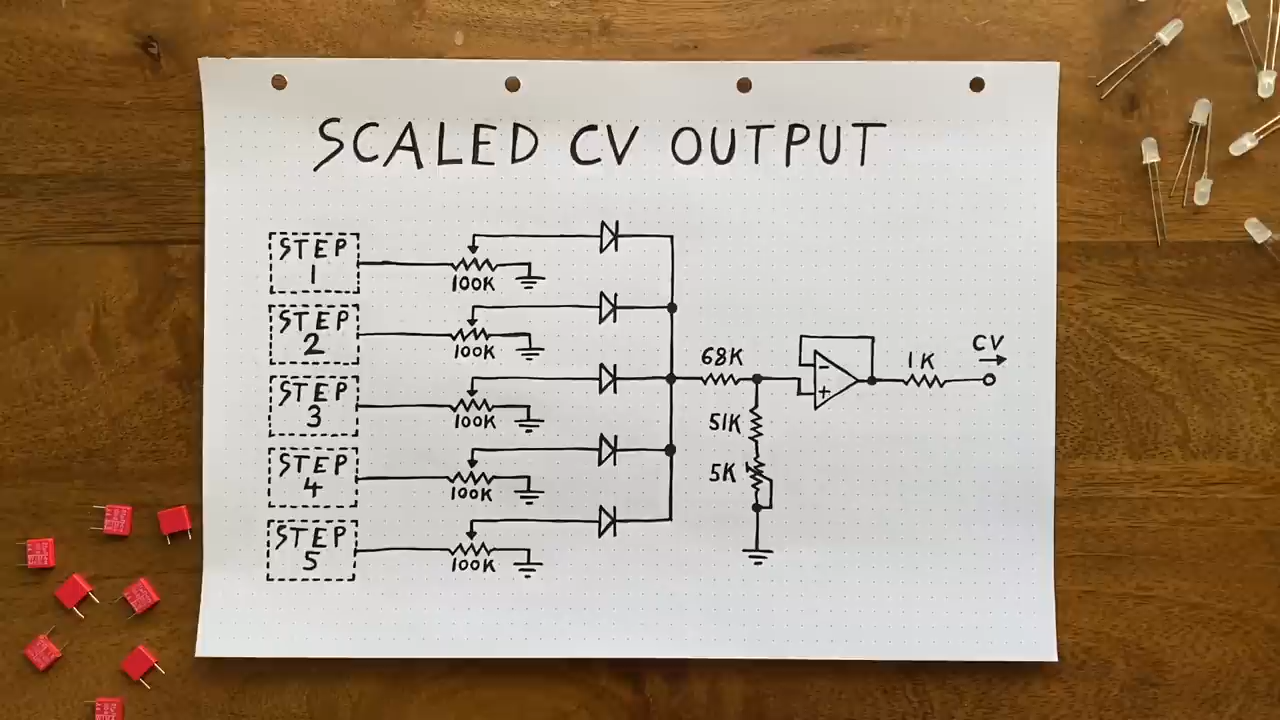 SCALED CV OUTPUT
STEP
1
100K
STEP
2
100K
STEP
3
100K
STEP
4
100K
STEP
5
100K
68K
51K
5K
-
+
1K
CV